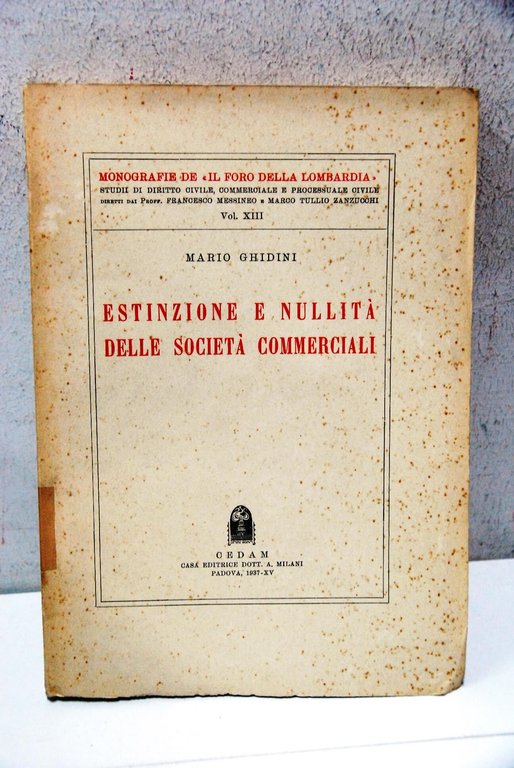 MONOGRAFIE DE «IL FORO DELLA LOMBARDIA»
STUDII DI DIRITTO CIVILE, COMMERCIALE E PROCESSUALE CIVILE
DIRETTI DAI PROFF. FRANCESCO MESSINEO E MARCO TULLIO ZANZUCCHI
Vol. XIII
MARIO GHIDINI
ESTINZIONE E NULLITÀ
DELLE SOCIETÀ COMMERCIALI
CEDAM
CASA EDITRICE DOTT. A. MILANI
PADOVA, 1937-XV